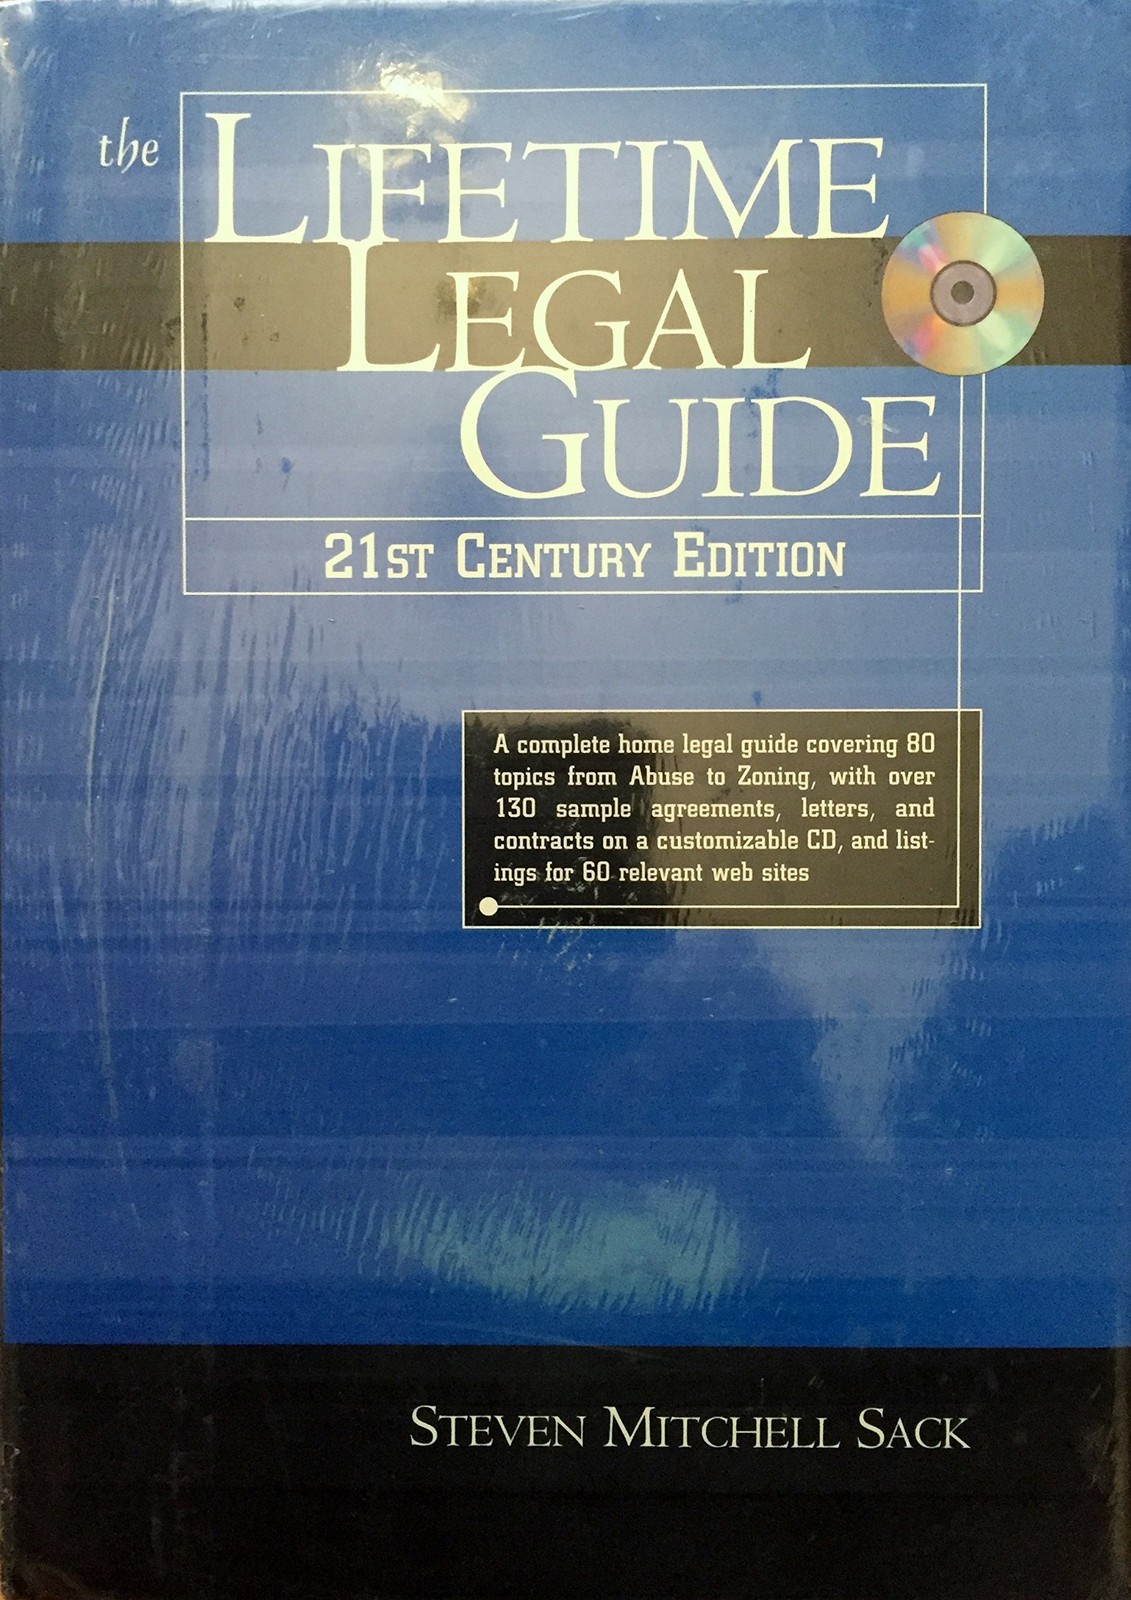 the LIFETIME
LEGAL
GUIDE
21ST CENTURY EDITION
A complete home legal guide covering 80
topics from Abuse to Zoning, with over
130 sample agreements, letters, and
contracts on a customizable CD, and list-
ings for 60 relevant web sites
STEVEN MITCHELL SACK